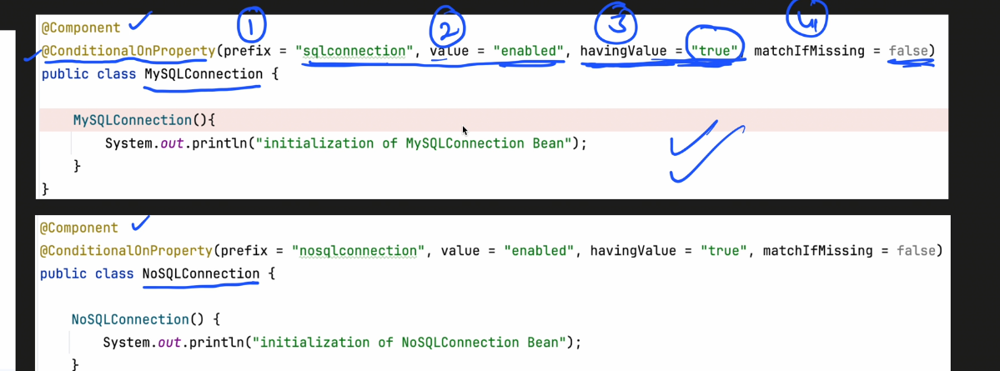 1 2 3 4
@Component
@ConditionalOnProperty(prefix = "sqlconnection", value = "enabled", havingValue = "true", matchIfMissing = false)
public class MySQLConnection {
MySQLConnection(){
System.out.println("initialization of MySQLConnection Bean");
}
}
@Component
@ConditionalOnProperty(prefix = "nosqlconnection", value = "enabled", havingValue = "true", matchIfMissing = false)
public class NoSQLConnection {
NoSQLConnection() {
System.out.println("initialization of NoSQLConnection Bean");
}